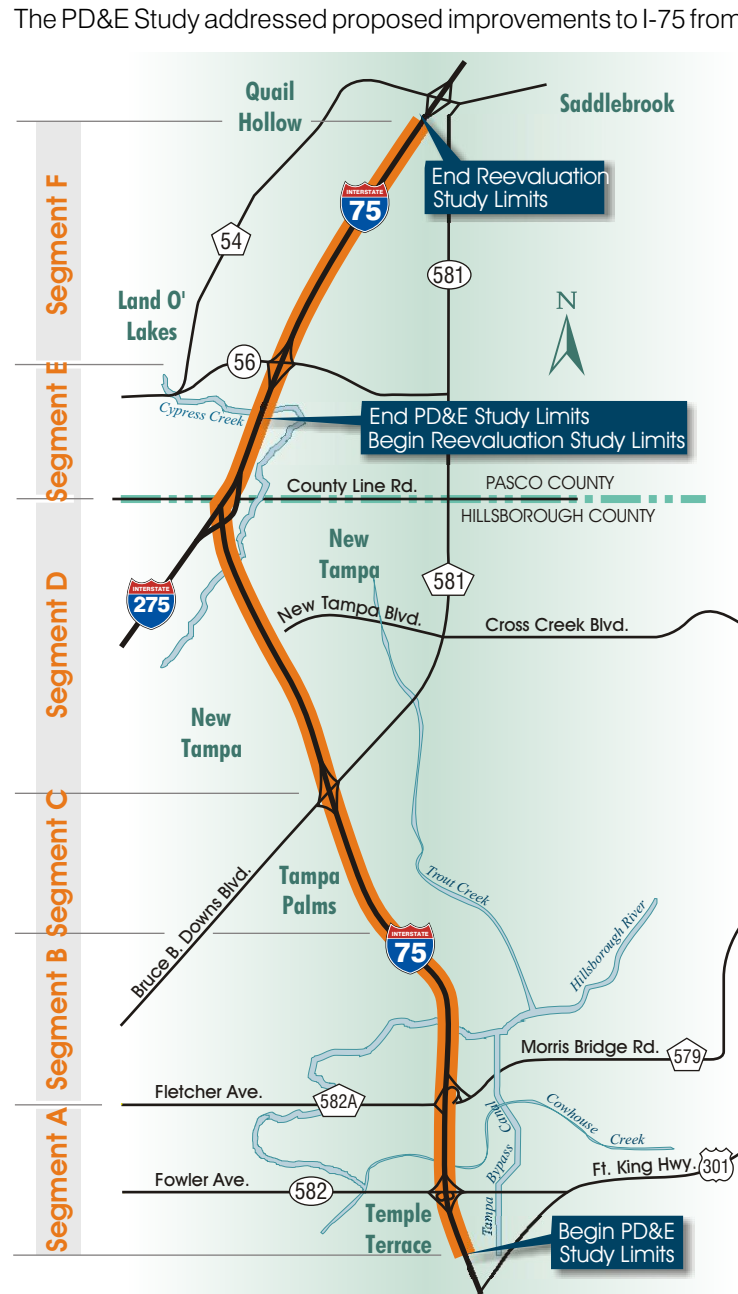 The PD&E Study addressed proposed improvements to I-75 from
Quail
Hollow
Saddlebrook
End Reevaluation
Study Limits
INTERSTATE
75
54
581
Segment F
Land O'
Lakes
N
56
Cypress Creek
End PD&E Study Limits
Begin Reevaluation Study Limits
Segment E
County Line Rd.
PASCO COUNTY
HILLSBOROUGH COUNTY
New
Tampa
581
INTERSTATE
275
New Tampa Blvd.
Cross Creek Blvd.
Segment D
New
Tampa
Segment C
Tampa
Palms
Trout Creek
Bruce B. Downs Blvd.
INTERSTATE
75
Hillsborough River
Segment B
Morris Bridge Rd.
579
Fletcher Ave.
582A
Cowhouse
Creek
Tampa Bypass Canal
Segment A
Ft. King Hwy.
301
Fowler Ave.
582
Temple
Terrace
Begin PD&E
Study Limits